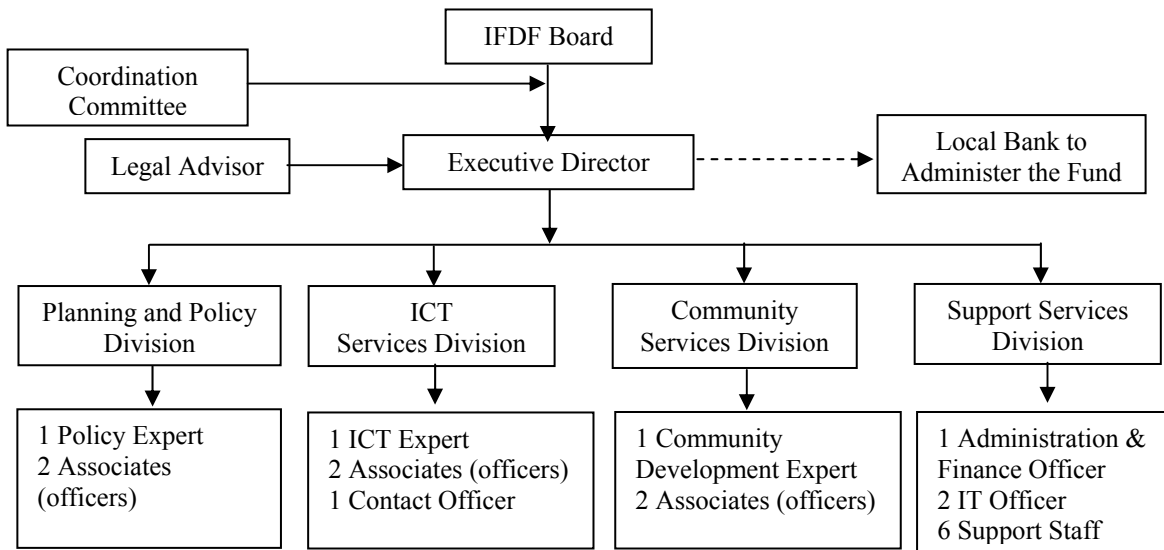 IFDF Board
Coordination
Committee
Legal Advisor
Executive Director
Local Bank to
Administer the Fund
Planning and Policy
Division
ICT
Services Division
Community
Services Division
Support Services
Division
1 Policy Expert
2 Associates
(officers)
1 ICT Expert
2 Associates (officers)
1 Contact Officer
1 Community
Development Expert
2 Associates (officers)
1 Administration &
Finance Officer
2 IT Officer
6 Support Staff